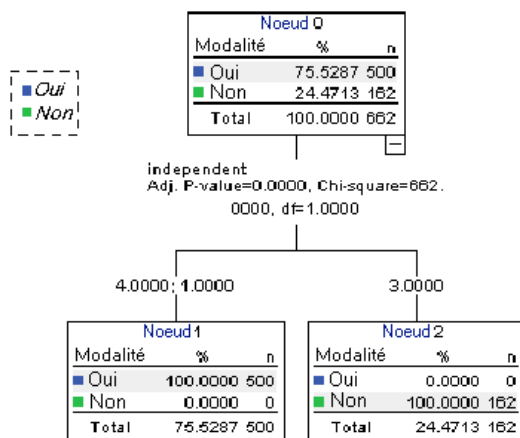 Noeud 0
Modalité % n
Oui 75.5287 500
Non 24.4713 162
Total 100.0000 662
Oui
Non
independent
Adj. P-value=0.0000, Chi-square=662.
0000, df=1.0000
4.0000; 1.0000
3.0000
Noeud 1
Modalité % n
Oui 100.0000 500
Non 0.0000 0
Total 75.5287 500
Noeud 2
Modalité % n
Oui 0.0000 0
Non 100.0000 162
Total 24.4713 162